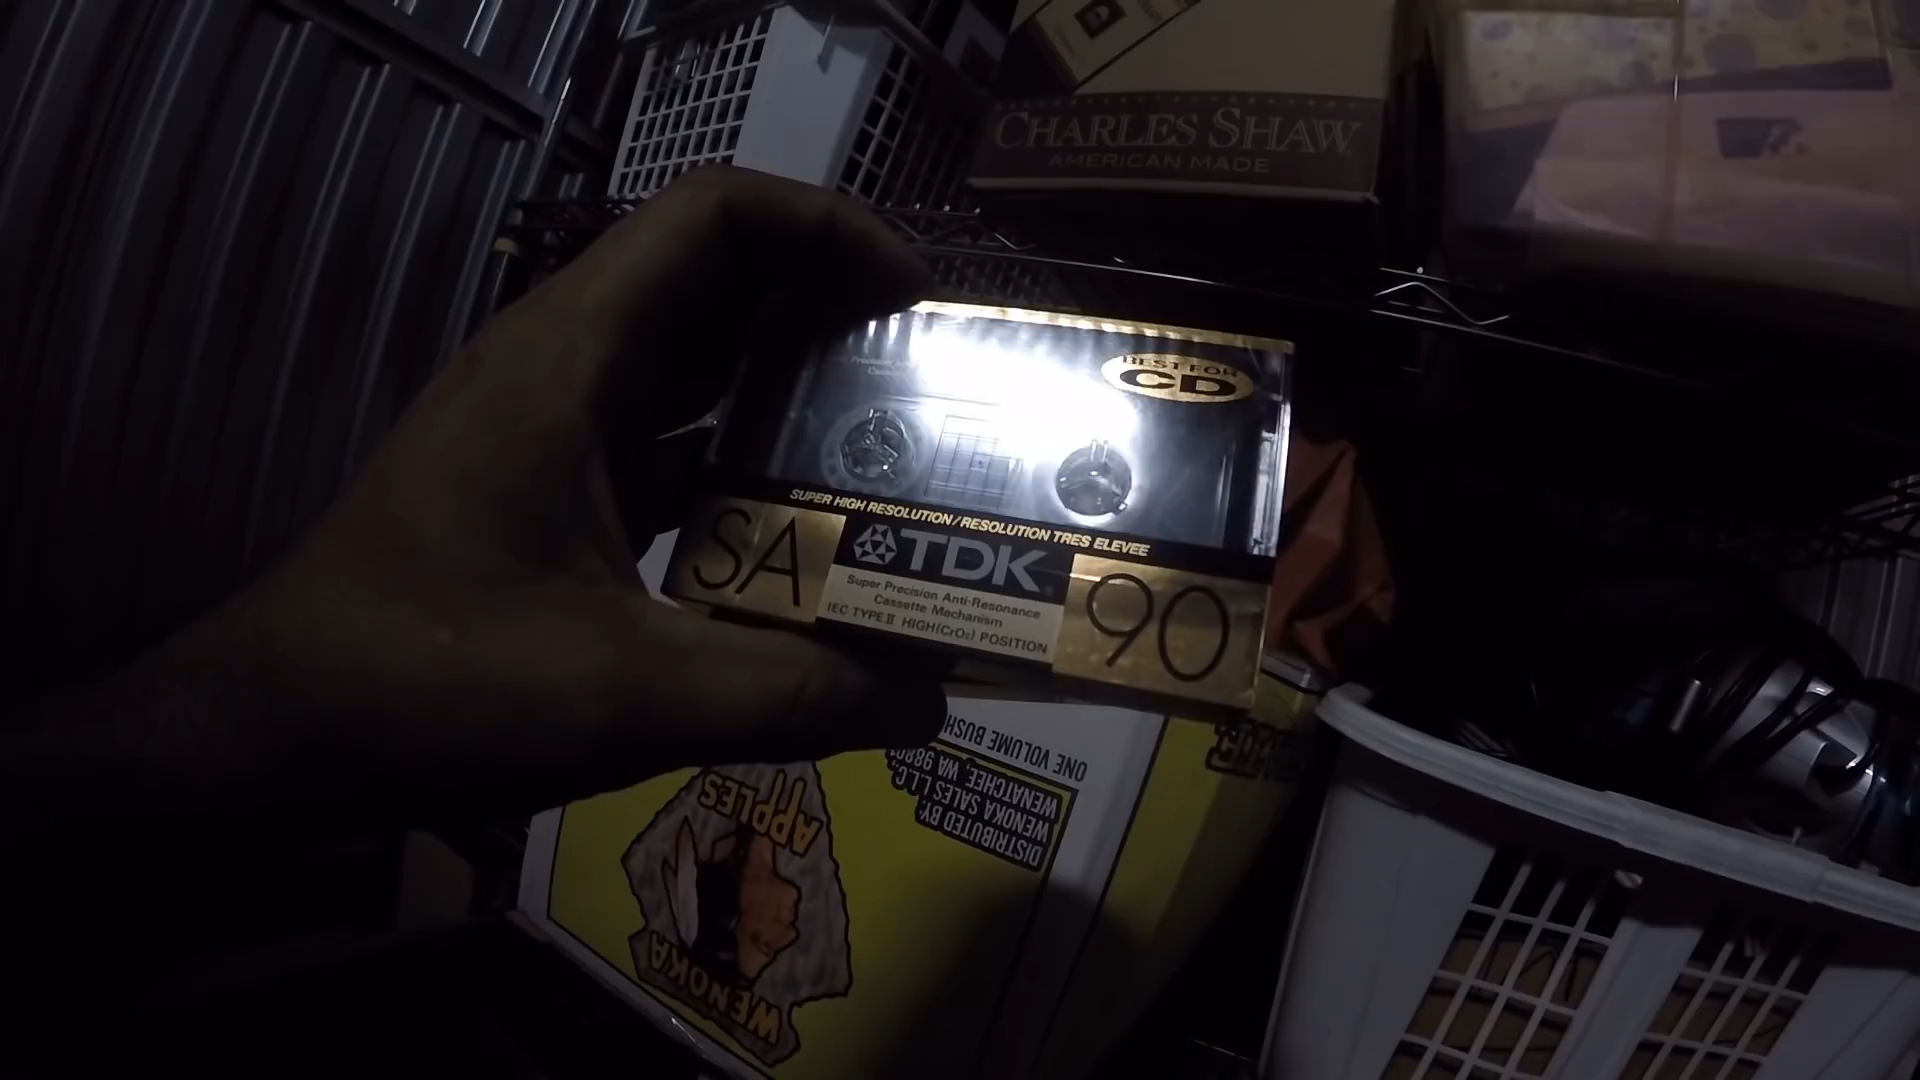 CHARLES SHAW
AMERICAN MADE
BEST FOR
CD
SUPER HIGH RESOLUTION/RESOLUTION TRES ELEVEE
SA
TDK
90
Super Precision Anti-Resonance
Cassette Mechanism
IEC TYPE II HIGH (CrO2) POSITION
ONE VOLUME BUSH
DISTRIBUTED BY:
WENOKA SALES L.L.C.
WENATCHEE, WA
WENOKA
APPLES